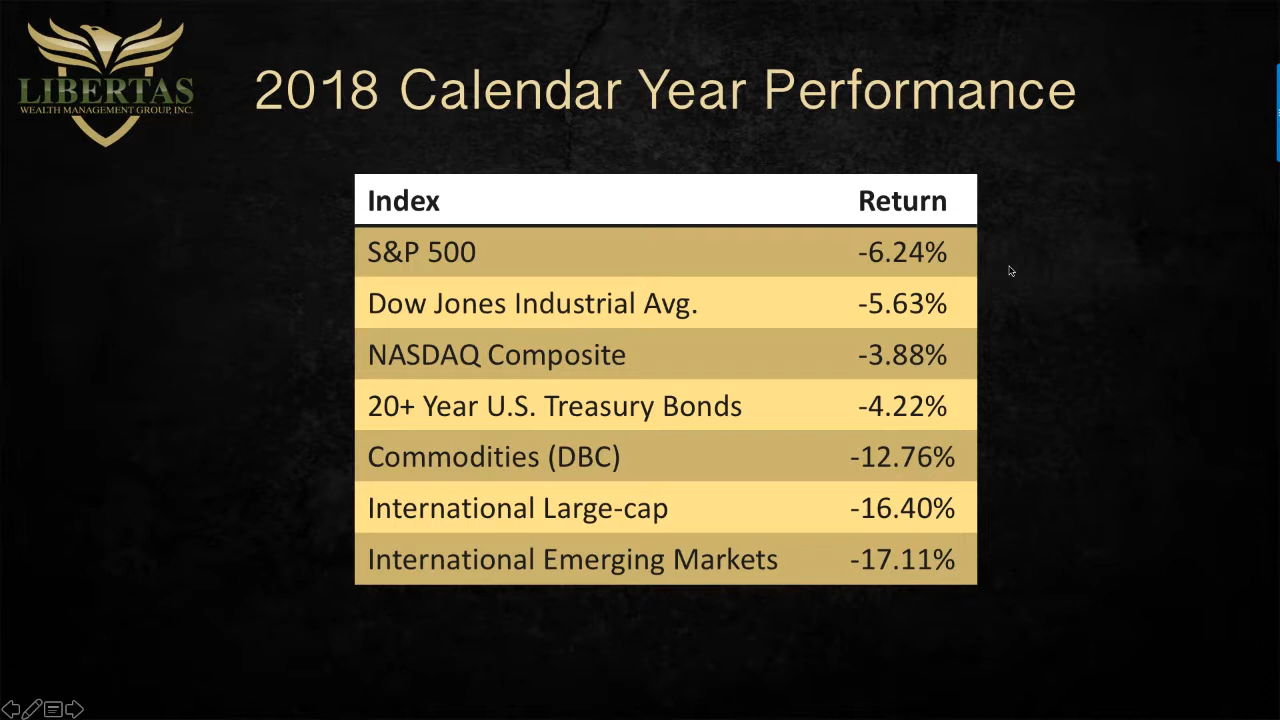 LIBERTAS
WEALTH MANAGEMENT GROUP, INC.
2018 Calendar Year Performance
Index Return
S&P 500 -6.24%
Dow Jones Industrial Avg. -5.63%
NASDAQ Composite -3.88%
20+ Year U.S. Treasury Bonds -4.22%
Commodities (DBC) -12.76%
International Large-cap -16.40%
International Emerging Markets -17.11%